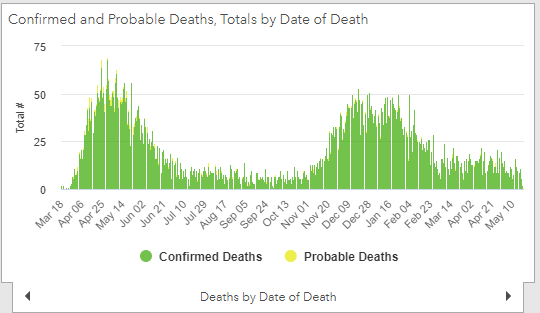 Confirmed and Probable Deaths, Totals by Date of Death
75
50
25
0
Total #
Mar 18
Apr 06
Apr 25
May 14
Jun 02
Jun 21
Jul 10
Jul 29
Aug 17
Sep 05
Sep 24
Oct 13
Nov 01
Nov 20
Dec 09
Dec 28
Jan 16
Feb 04
Feb 23
Mar 14
Apr 02
Apr 21
May 10
Confirmed Deaths
Probable Deaths
Deaths by Date of Death